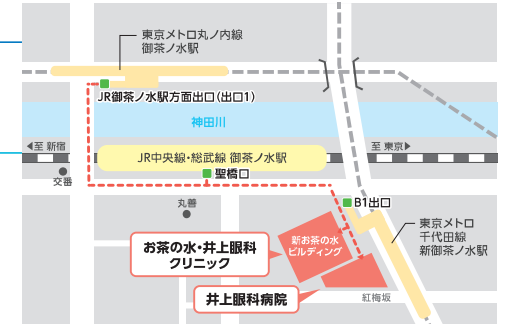 東京メトロ丸ノ内線
御茶ノ水駅
JR御茶ノ水駅方面出口(出口1)
神田川
◀至 新宿
至 東京▶
JR中央線・総武線 御茶ノ水駅
交番
聖橋口
丸善
B1出口
東京メトロ
千代田線
新御茶ノ水駅
お茶の水・井上眼科
クリニック
新お茶の水
ビルディング
井上眼科病院
紅梅坂